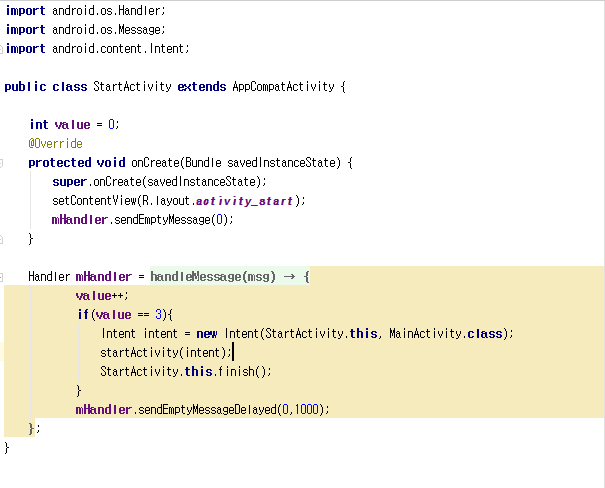 import android.os.Handler;
import android.os.Message;
import android.content.Intent;
public class StartActivity extends AppCompatActivity {
int value = 0;
@Override
protected void onCreate(Bundle savedInstanceState) {
super.onCreate(savedInstanceState);
setContentView(R.layout.activity_start);
mHandler.sendEmptyMessage(0);
}
Handler mHandler = handleMessage(msg) → {
value++;
if(value == 3){
Intent intent = new Intent(StartActivity.this, MainActivity.class);
startActivity(intent);
StartActivity.this.finish();
}
mHandler.sendEmptyMessageDelayed(0,1000);
};
}